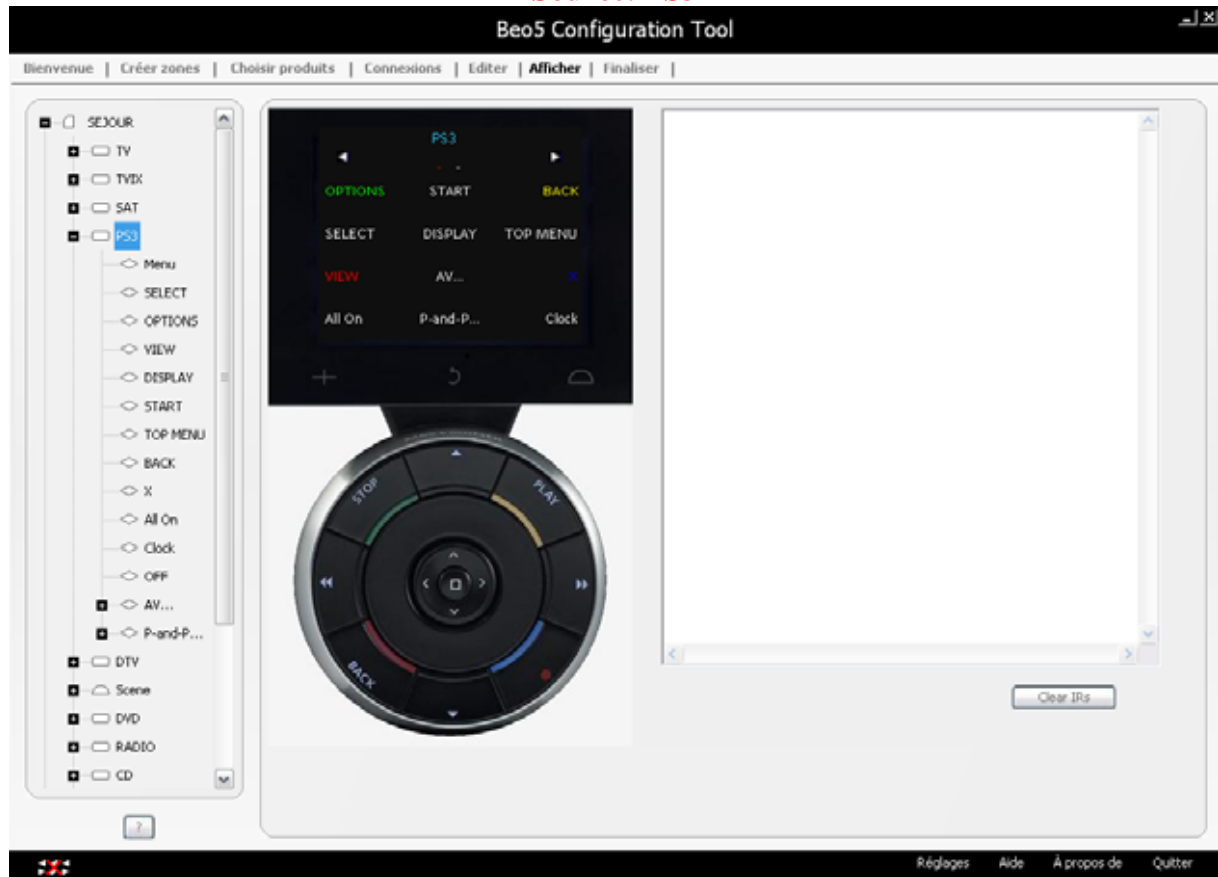 Beo5 Configuration Tool
Bienvenue | Créer zones | Choisir produits | Connexions | Editer | Afficher | Finaliser |
SEJOUR
TV
TVIX
SAT
PS3
Menu
SELECT
OPTIONS
VIEW
DISPLAY
START
TOP MENU
BACK
X
All On
Clock
OFF
AV...
P-and-P...
DTV
Scene
DVD
RADIO
CD
?
PS3
OPTIONS START BACK
SELECT DISPLAY TOP MENU
VIEW AV... X
All On P-and-P... Clock
STOP PLAY
BACK
Clear IRs
Réglages Aide À propos de Quitter